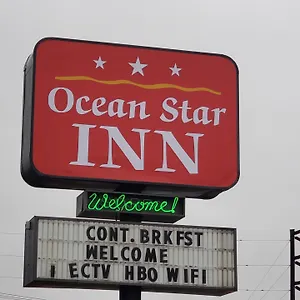 Ocean Star
INN
Welcome!
CONT. BRKFST
WELCOME
I ECTV HBO WIFI